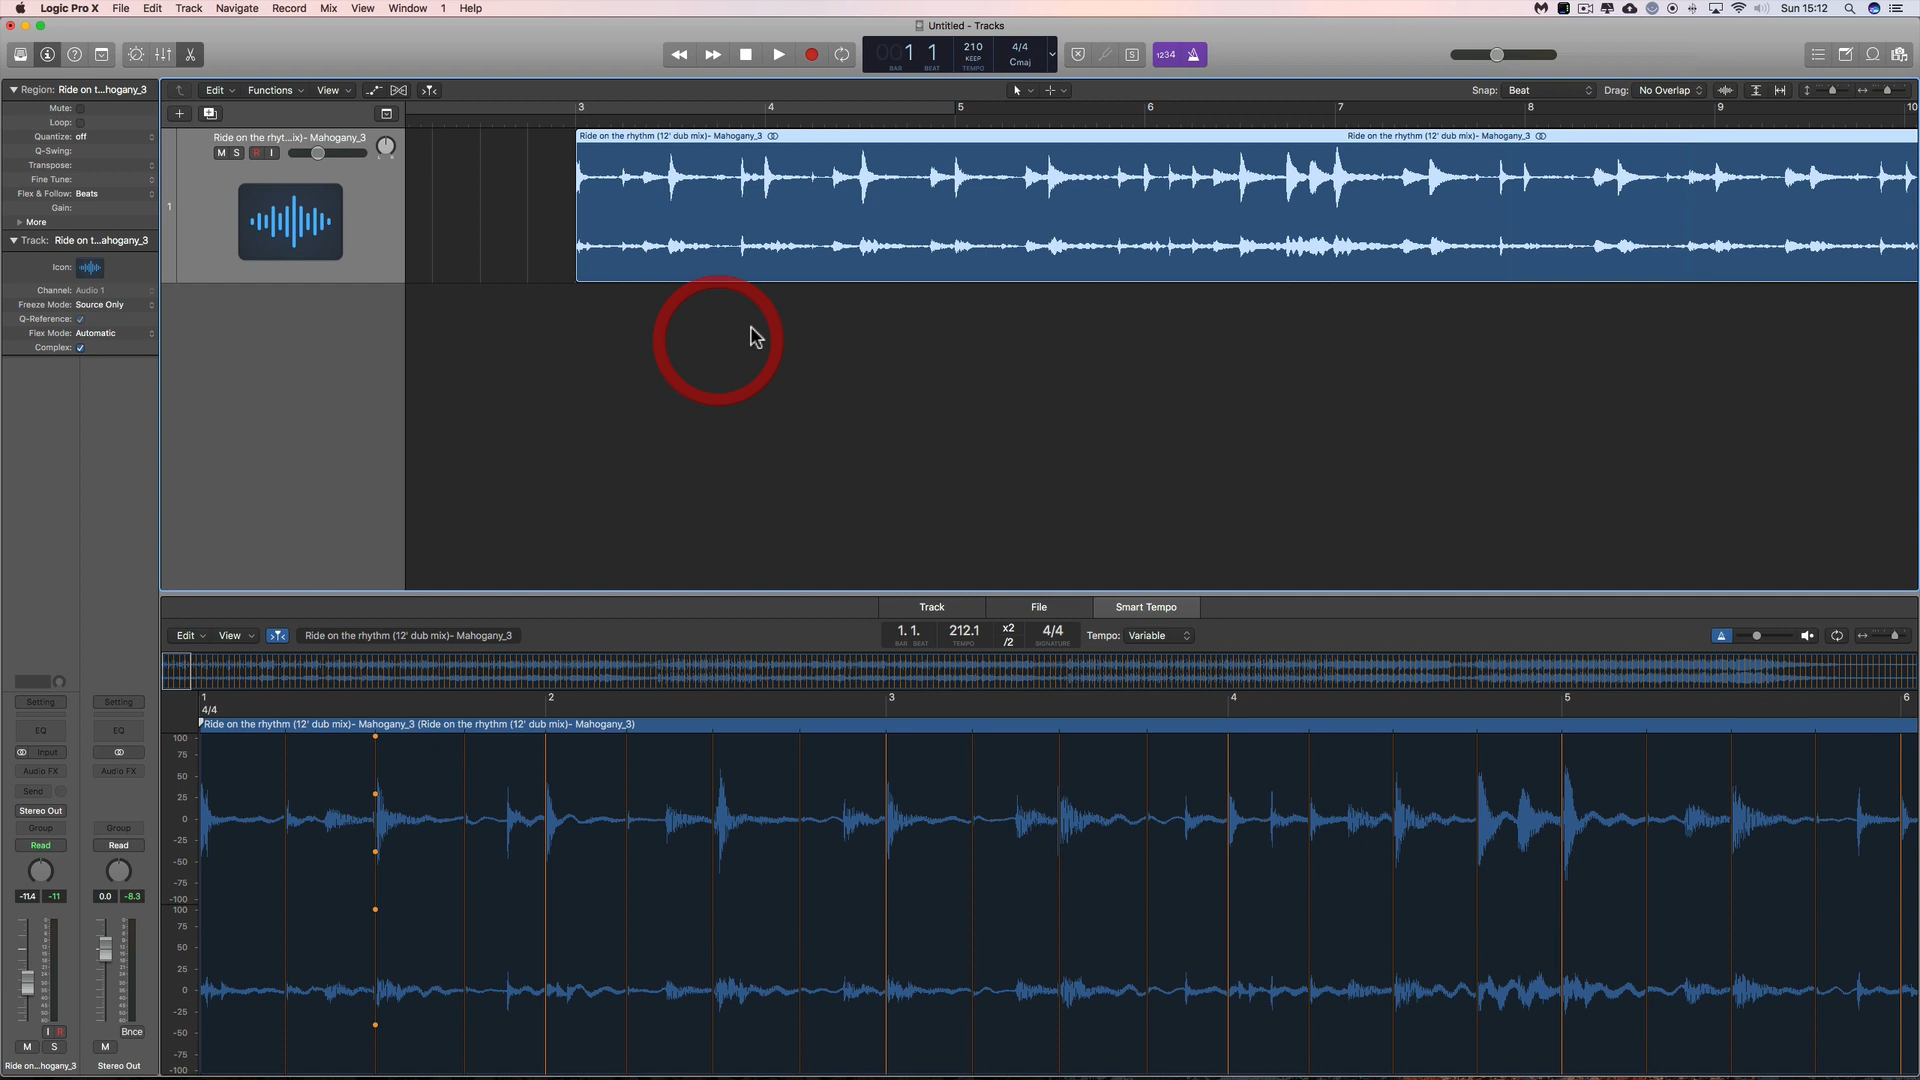 Logic Pro X File Edit Track Navigate Record Mix View Window 1 Help Sun 15:12
Untitled - Tracks
1 1 210 4/4 1234
KEEP Cmaj
BAR BEAT TEMPO
Region: Ride on t...hogany_3 Edit Functions View Snap: Beat Drag: No Overlap
Mute: 3 4 5 6 7 8 9 10
Loop:
Quantize: off
Q-Swing:
Transpose:
Fine Tune:
Flex & Follow: Beats
Gain:
More
Ride on the rhyt...ix)- Mahogany_3
M S R I
L R
1
Ride on the rhythm (12' dub mix)- Mahogany_3
Ride on the rhythm (12' dub mix)- Mahogany_3
Track: Ride on t...ahogany_3
Icon:
Channel: Audio 1
Freeze Mode: Source Only
Q-Reference:
Flex Mode: Automatic
Complex:
Track File Smart Tempo
Edit View Ride on the rhythm (12' dub mix)- Mahogany_3 1. 1. 212.1 x2 4/4 Tempo: Variable
BAR BEAT TEMPO /2 SIGNATURE
1 2 3 4 5 6
4/4
Ride on the rhythm (12' dub mix)- Mahogany_3 (Ride on the rhythm (12' dub mix)- Mahogany_3)
100
75
50
25
0
-25
-50
-75
-100
100
75
50
25
0
-25
-50
-75
-100
Setting Setting
EQ EQ
Input
Audio FX Audio FX
Send
Stereo Out
Group Group
Read Read
-11.4 -11 0.0 -8.3
I R Bnce
M S M
Ride on...hogany_3 Stereo Out